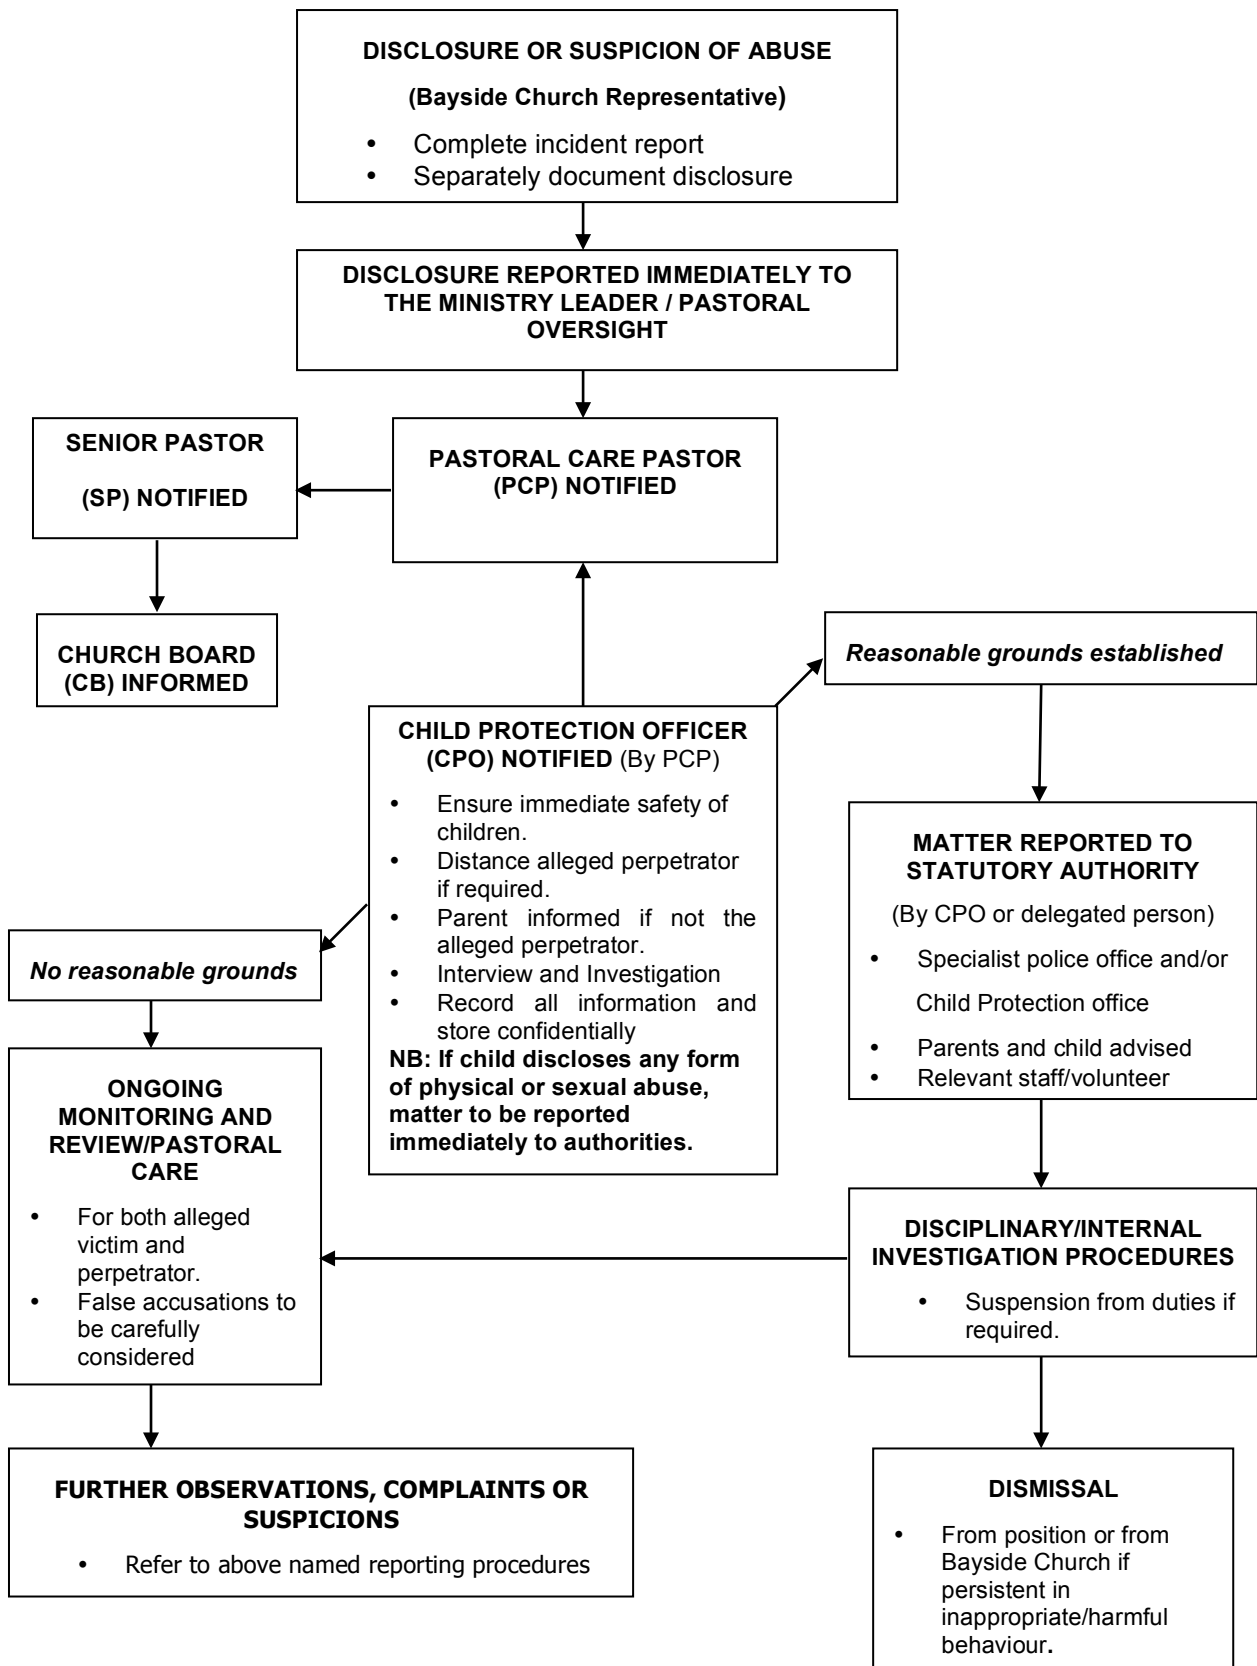 DISCLOSURE OR SUSPICION OF ABUSE
(Bayside Church Representative)
• Complete incident report
• Separately document disclosure
DISCLOSURE REPORTED IMMEDIATELY TO
THE MINISTRY LEADER / PASTORAL
OVERSIGHT
SENIOR PASTOR
(SP) NOTIFIED
PASTORAL CARE PASTOR
(PCP) NOTIFIED
CHURCH BOARD
(CB) INFORMED
Reasonable grounds established
CHILD PROTECTION OFFICER
(CPO) NOTIFIED (By PCP)
• Ensure immediate safety of
children.
• Distance alleged perpetrator
if required.
• Parent informed if not the
alleged perpetrator.
• Interview and Investigation
• Record all information and
store confidentially
NB: If child discloses any form
of physical or sexual abuse,
matter to be reported
immediately to authorities.
MATTER REPORTED TO
STATUTORY AUTHORITY
(By CPO or delegated person)
• Specialist police office and/or
Child Protection office
• Parents and child advised
• Relevant staff/volunteer
No reasonable grounds
ONGOING
MONITORING AND
REVIEW/PASTORAL
CARE
• For both alleged
victim and
perpetrator.
• False accusations to
be carefully
considered
DISCIPLINARY/INTERNAL
INVESTIGATION PROCEDURES
• Suspension from duties if
required.
FURTHER OBSERVATIONS, COMPLAINTS OR
SUSPICIONS
• Refer to above named reporting procedures
DISMISSAL
• From position or from
Bayside Church if
persistent in
inappropriate/harmful
behaviour.